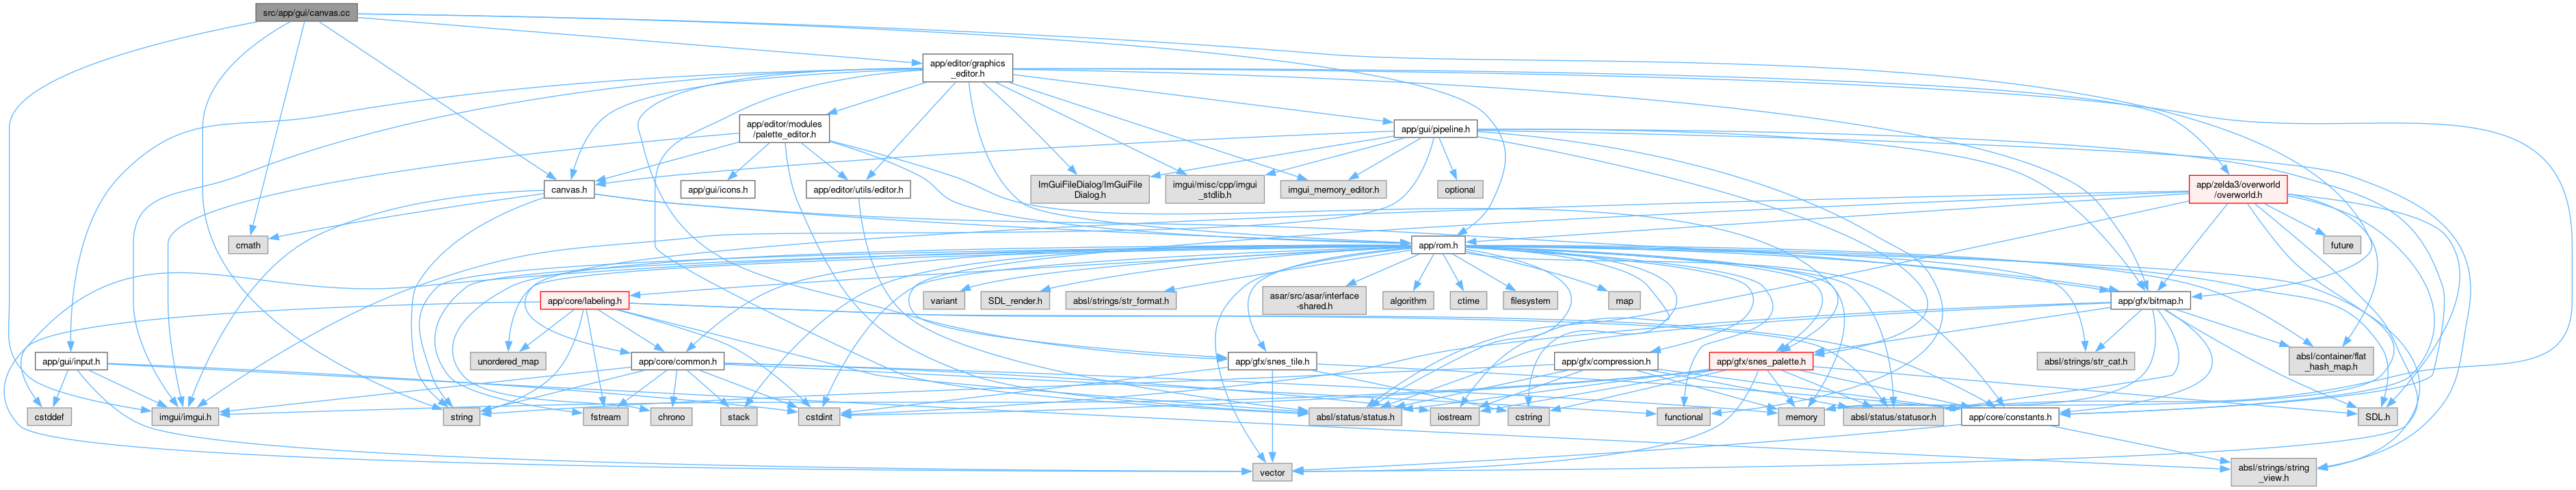 src/app/gui/canvas.cc
app/editor/graphics
_editor.h
app/editor/modules
/palette_editor.h
app/gui/pipeline.h
canvas.h
app/gui/icons.h
app/editor/utils/editor.h
ImGuiFileDialog/ImGuiFile
Dialog.h
imgui/misc/cpp/imgui
_stdlib.h
imgui_memory_editor.h
optional
app/zelda3/overworld
/overworld.h
cmath
app/rom.h
future
app/core/labeling.h
variant
SDL_render.h
absl/strings/str_format.h
asar/src/asar/interface
-shared.h
algorithm
ctime
filesystem
map
app/gfx/bitmap.h
app/gui/input.h
unordered_map
app/core/common.h
app/gfx/snes_tile.h
app/gfx/compression.h
app/gfx/snes_palette.h
absl/strings/str_cat.h
absl/container/flat
_hash_map.h
cstddef
imgui/imgui.h
string
fstream
chrono
stack
cstdint
absl/status/status.h
iostream
cstring
functional
memory
absl/status/statusor.h
app/core/constants.h
SDL.h
vector
absl/strings/string
_view.h